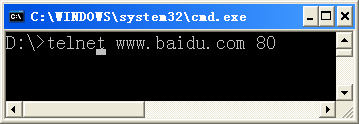 C:\WINDOWS\system32\cmd.exe
D:\>telnet www.baidu.com 80